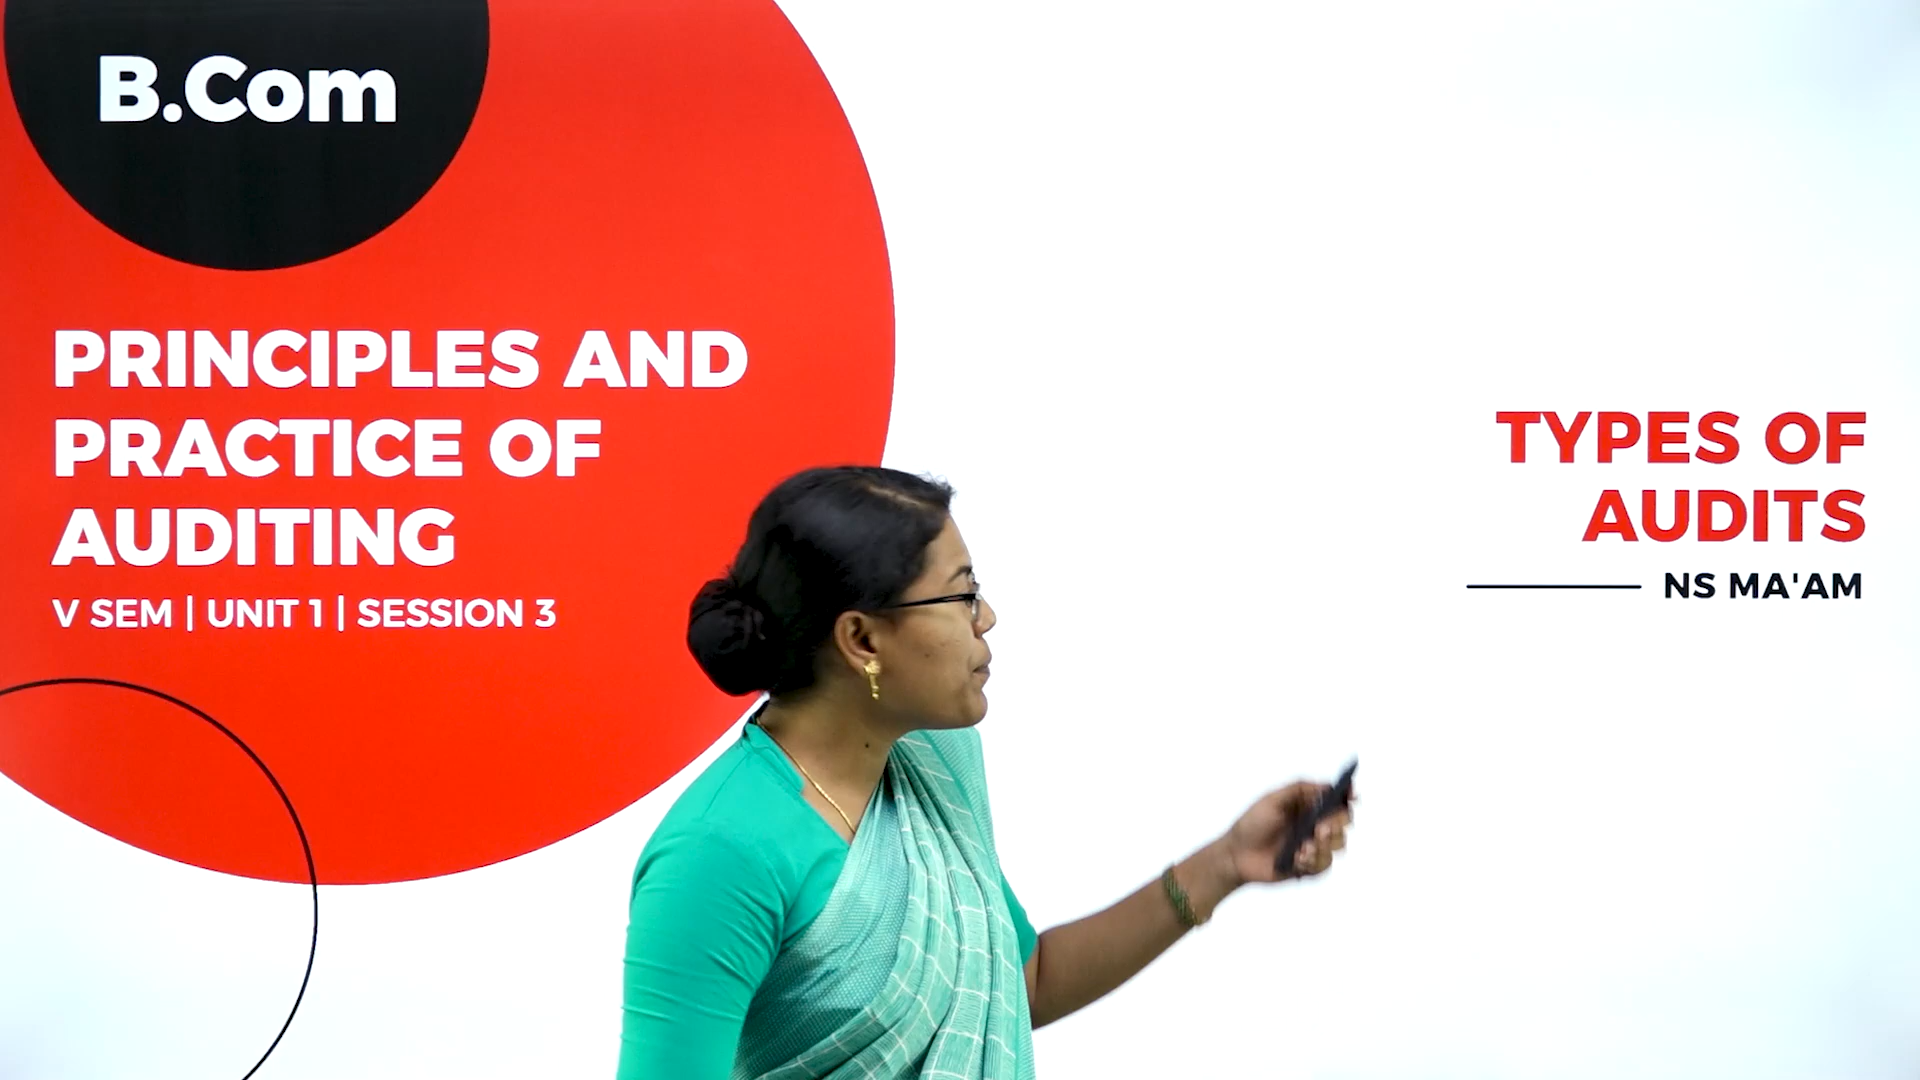 B.Com
PRINCIPLES AND
PRACTICE OF
AUDITING
V SEM | UNIT 1 | SESSION 3
TYPES OF
AUDITS
NS MA'AM